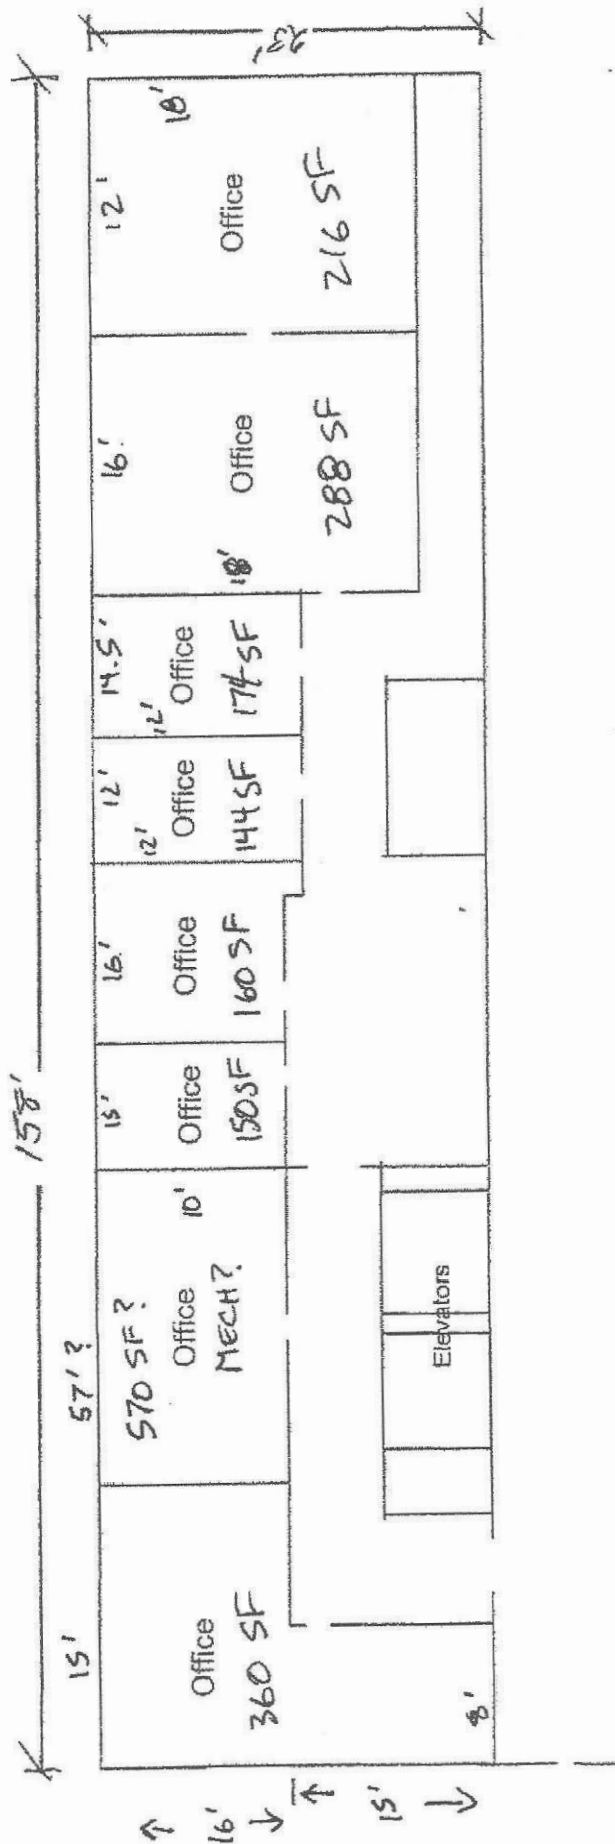 158'
15'
57' ?
15'
16'
12'
14.5'
16'
12'
18'
Office
360 SF
570 SF?
Office
MECH?
10'
Office
150 SF
Office
160 SF
12'
Office
144 SF
12'
Office
174 SF
18'
Office
288 SF
Office
216 SF
16'
15'
8'
Elevators